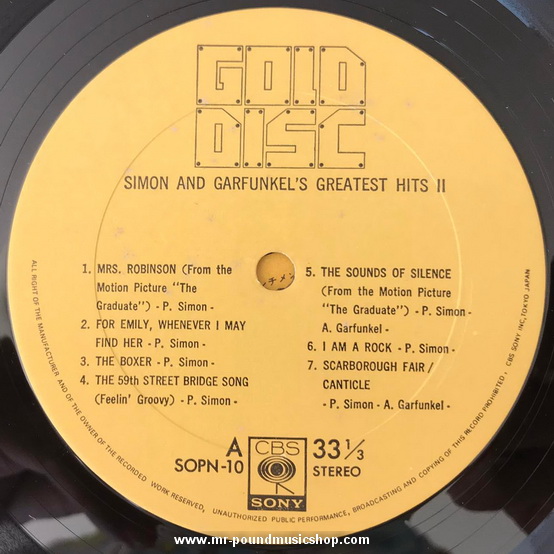 GOLD
DISC
SIMON AND GARFUNKEL'S GREATEST HITS II
1. MRS. ROBINSON (From the
Motion Picture "The
Graduate") - P. Simon -
2. FOR EMILY, WHENEVER I MAY
FIND HER - P. Simon -
3. THE BOXER - P. Simon -
4. THE 59th STREET BRIDGE SONG
(Feelin' Groovy) - P. Simon -
5. THE SOUNDS OF SILENCE
(From the Motion Picture
"The Graduate") - P. Simon -
A. Garfunkel -
6. I AM A ROCK - P. Simon -
7. SCARBOROUGH FAIR/
CANTICLE
- P. Simon - A. Garfunkel -
A
SOPN-10
CBS
SONY
33 1/3
STEREO
ALL RIGHT OF THE MANUFACTURER AND OF THE OWNER OF THE RECORDED WORK RESERVED, UNAUTHORIZED PUBLIC PERFORMANCE, BROADCASTING AND COPYING OF THIS RECORD PROHIBITED, CBS SONY INC, TOKYO JAPAN
www.mr-poundmusicshop.com